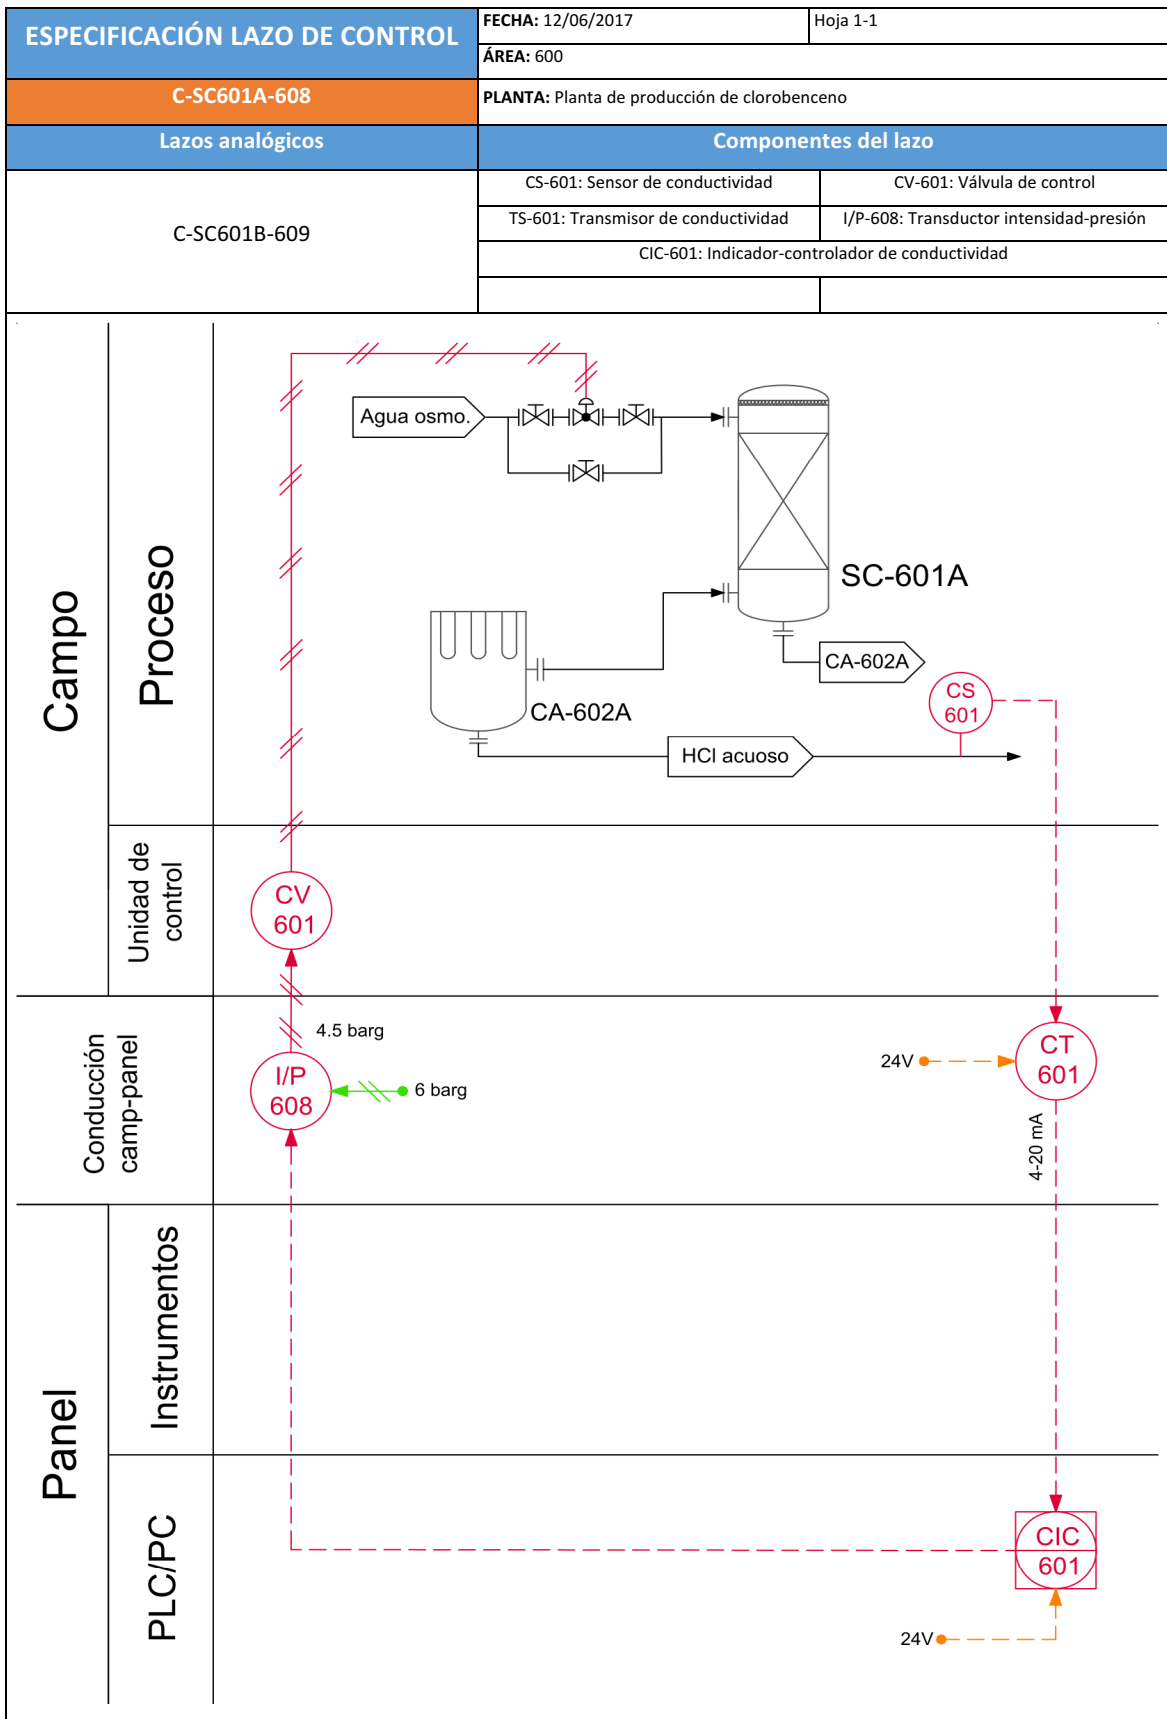 ESPECIFICACIÓN LAZO DE CONTROL
FECHA: 12/06/2017
Hoja 1-1
ÁREA: 600
C-SC601A-608
PLANTA: Planta de producción de clorobenceno
Lazos analógicos
Componentes del lazo
C-SC601B-609
CS-601: Sensor de conductividad
CV-601: Válvula de control
TS-601: Transmisor de conductividad
I/P-608: Transductor intensidad-presión
CIC-601: Indicador-controlador de conductividad
Campo
Proceso
Agua osmo.
SC-601A
CA-602A
CA-602A
CS
601
HCl acuoso
Unidad de
control
CV
601
Conducción
camp-panel
4.5 barg
I/P
608
6 barg
24V
CT
601
4-20 mA
Panel
Instrumentos
PLC/PC
CIC
601
24V